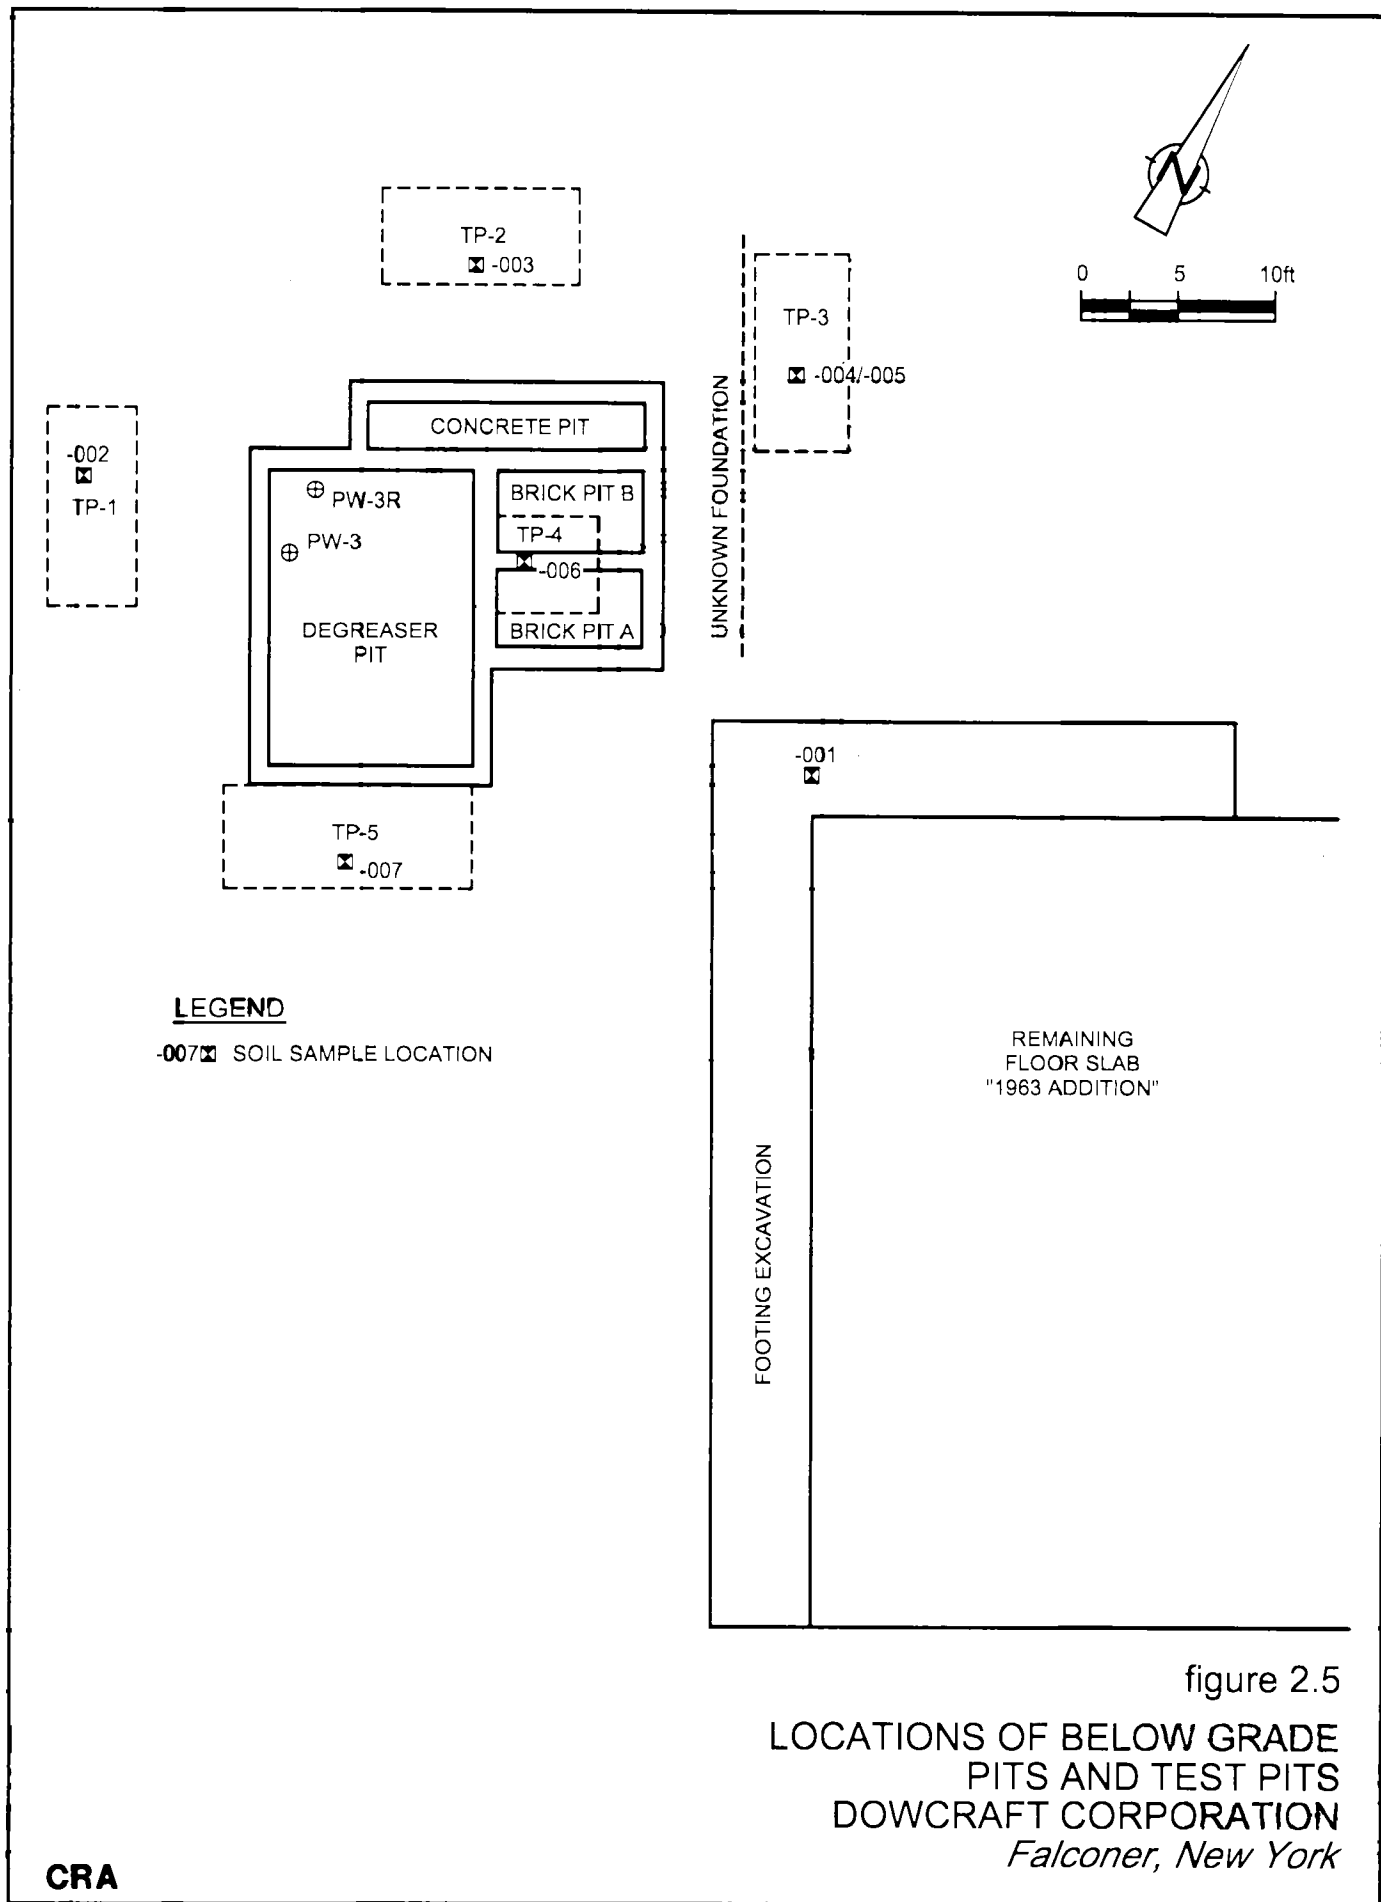 N
0 5 10ft
TP-2
-003
TP-3
-004/-005
UNKNOWN FOUNDATION
-002
TP-1
CONCRETE PIT
PW-3R
PW-3
BRICK PIT B
TP-4
-006
BRICK PIT A
DEGREASER
PIT
-001
TP-5
-007
LEGEND
-007 SOIL SAMPLE LOCATION
REMAINING
FLOOR SLAB
"1963 ADDITION"
FOOTING EXCAVATION
figure 2.5
LOCATIONS OF BELOW GRADE
PITS AND TEST PITS
DOWCRAFT CORPORATION
Falconer, New York
CRA